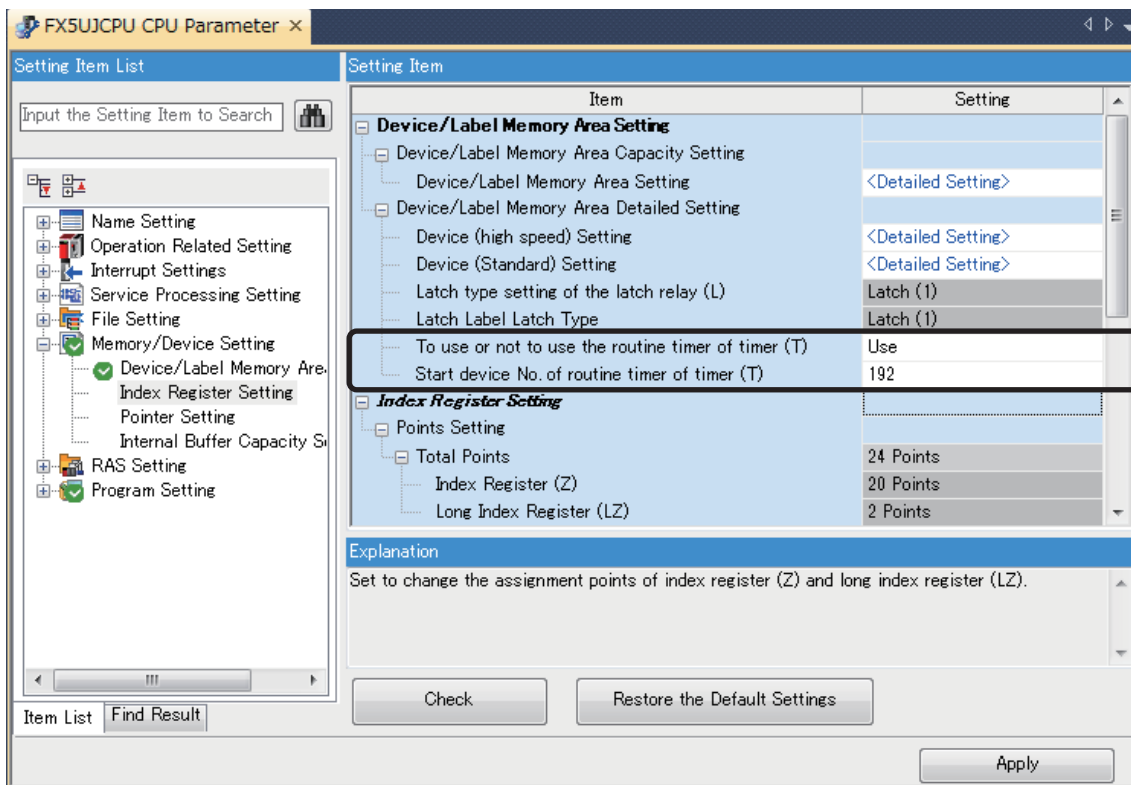 FX5UJCPU CPU Parameter ×
Setting Item List
Input the Setting Item to Search
Name Setting
Operation Related Setting
Interrupt Settings
Service Processing Setting
File Setting
Memory/Device Setting
Device/Label Memory Are
Index Register Setting
Pointer Setting
Internal Buffer Capacity S
RAS Setting
Program Setting
Item List Find Result
Setting Item
Item Setting
Device/Label Memory Area Setting
Device/Label Memory Area Capacity Setting
Device/Label Memory Area Setting <Detailed Setting>
Device/Label Memory Area Detailed Setting
Device (high speed) Setting <Detailed Setting>
Device (Standard) Setting <Detailed Setting>
Latch type setting of the latch relay (L) Latch (1)
Latch Label Latch Type Latch (1)
To use or not to use the routine timer of timer (T) Use
Start device No. of routine timer of timer (T) 192
Index Register Setting
Points Setting
Total Points 24 Points
Index Register (Z) 20 Points
Long Index Register (LZ) 2 Points
Explanation
Set to change the assignment points of index register (Z) and long index register (LZ).
Check Restore the Default Settings
Apply